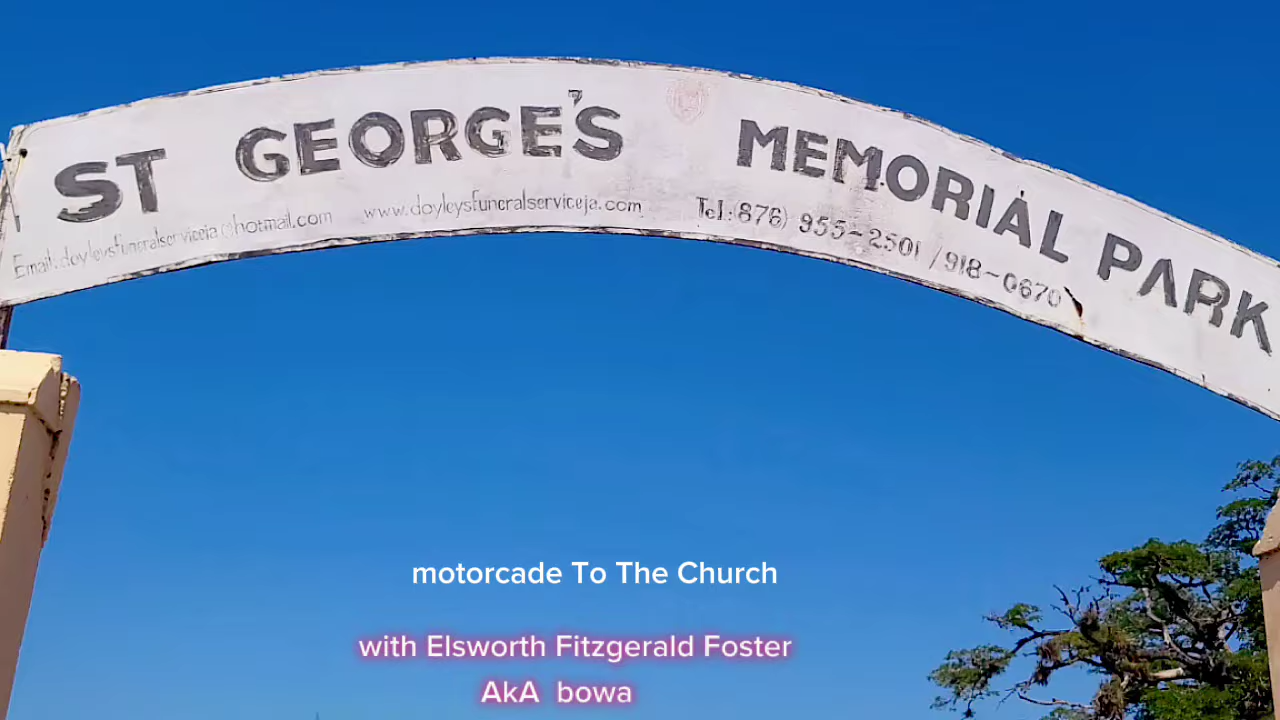 ST GEORGE'S MEMORIAL PARK
Email:doyleysfuneralserviceja@hotmail.com www.doyleysfuneralserviceja.com Tel:(876) 955-2501 / 918-0670
motorcade To The Church
with Elsworth Fitzgerald Foster
AkA bowa